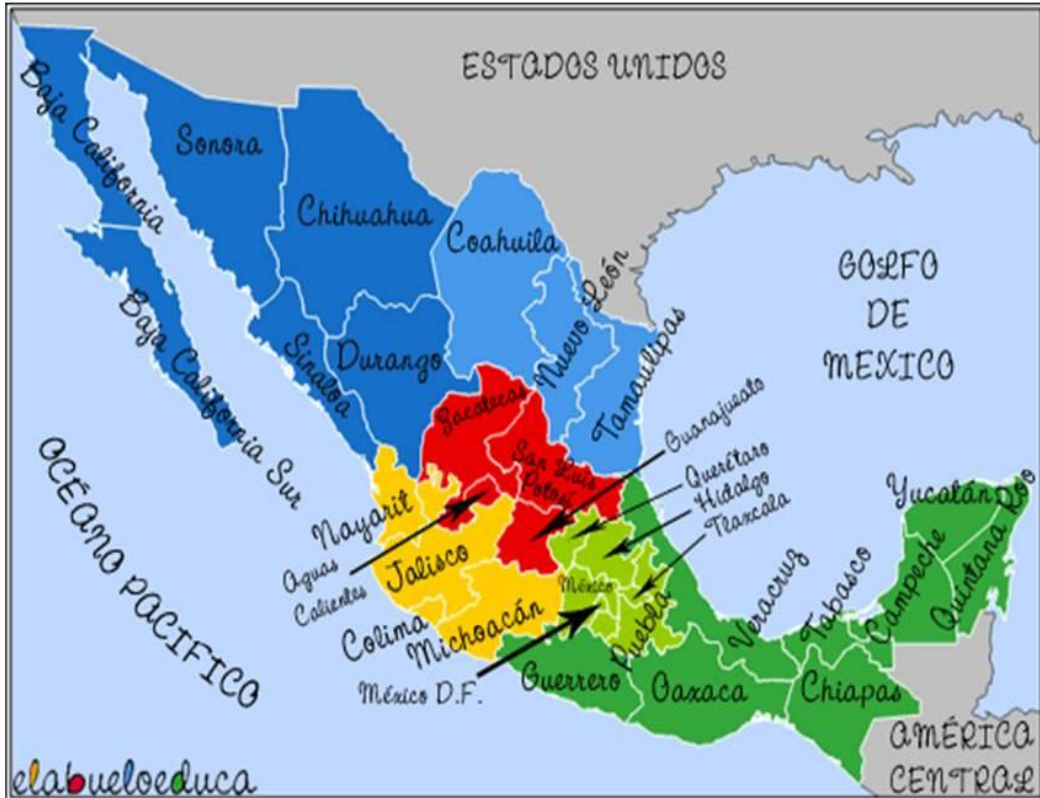 ESTADOS UNIDOS
Baja California
Sonora
Chihuahua
Coahuila
Nuevo León
Tamaulipas
GOLFO
DE
MEXICO
Baja California Sur
Sinaloa
Durango
Zacatecas
San Luis
Potosí
Guanajueato
Querétaro
Hidalgo
Tlaxcala
OCÉANO PACIFICO
Nayarit
Aguas
Calientes
Jalisco
Colima
Michoacán
México
México D.F.
Puebla
Guerrero
Oaxaca
Veracruz
Tabasco
Chiapas
Campeche
Yucatán
Quintana Roo
AMÉRICA
CENTRAL
elabueloeduca